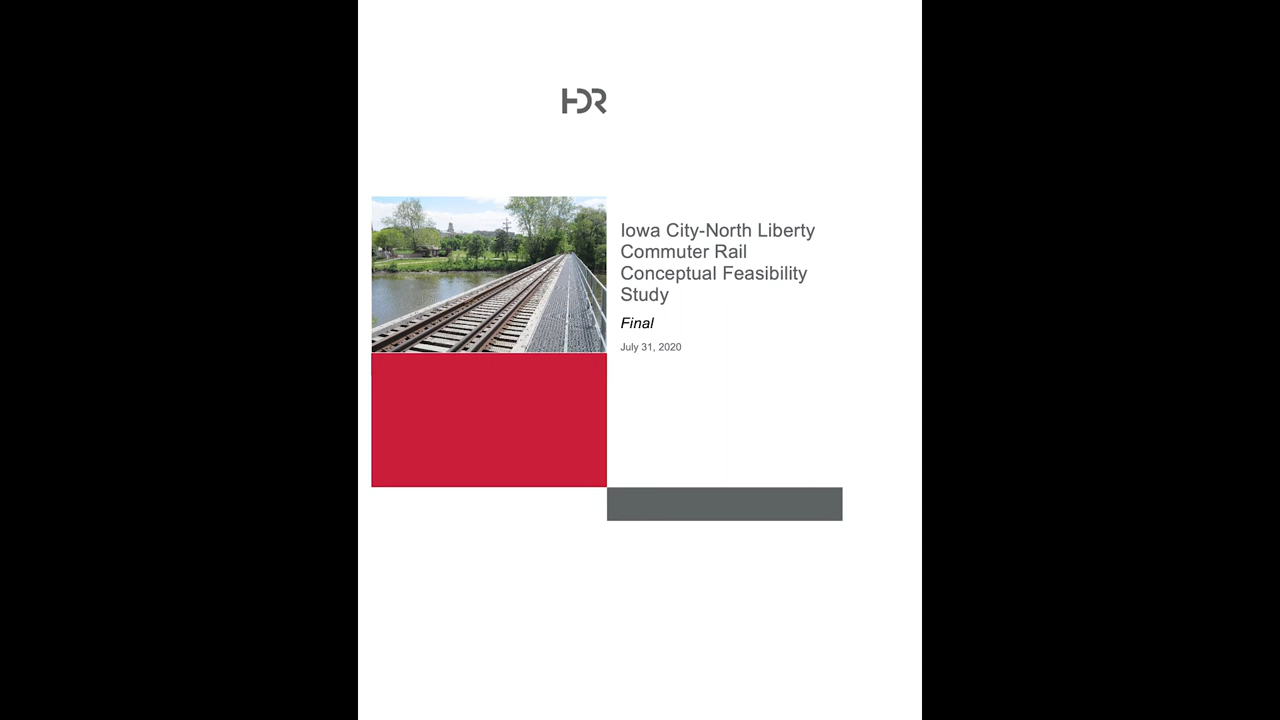 HDR
Iowa City-North Liberty
Commuter Rail
Conceptual Feasibility
Study
Final
July 31, 2020